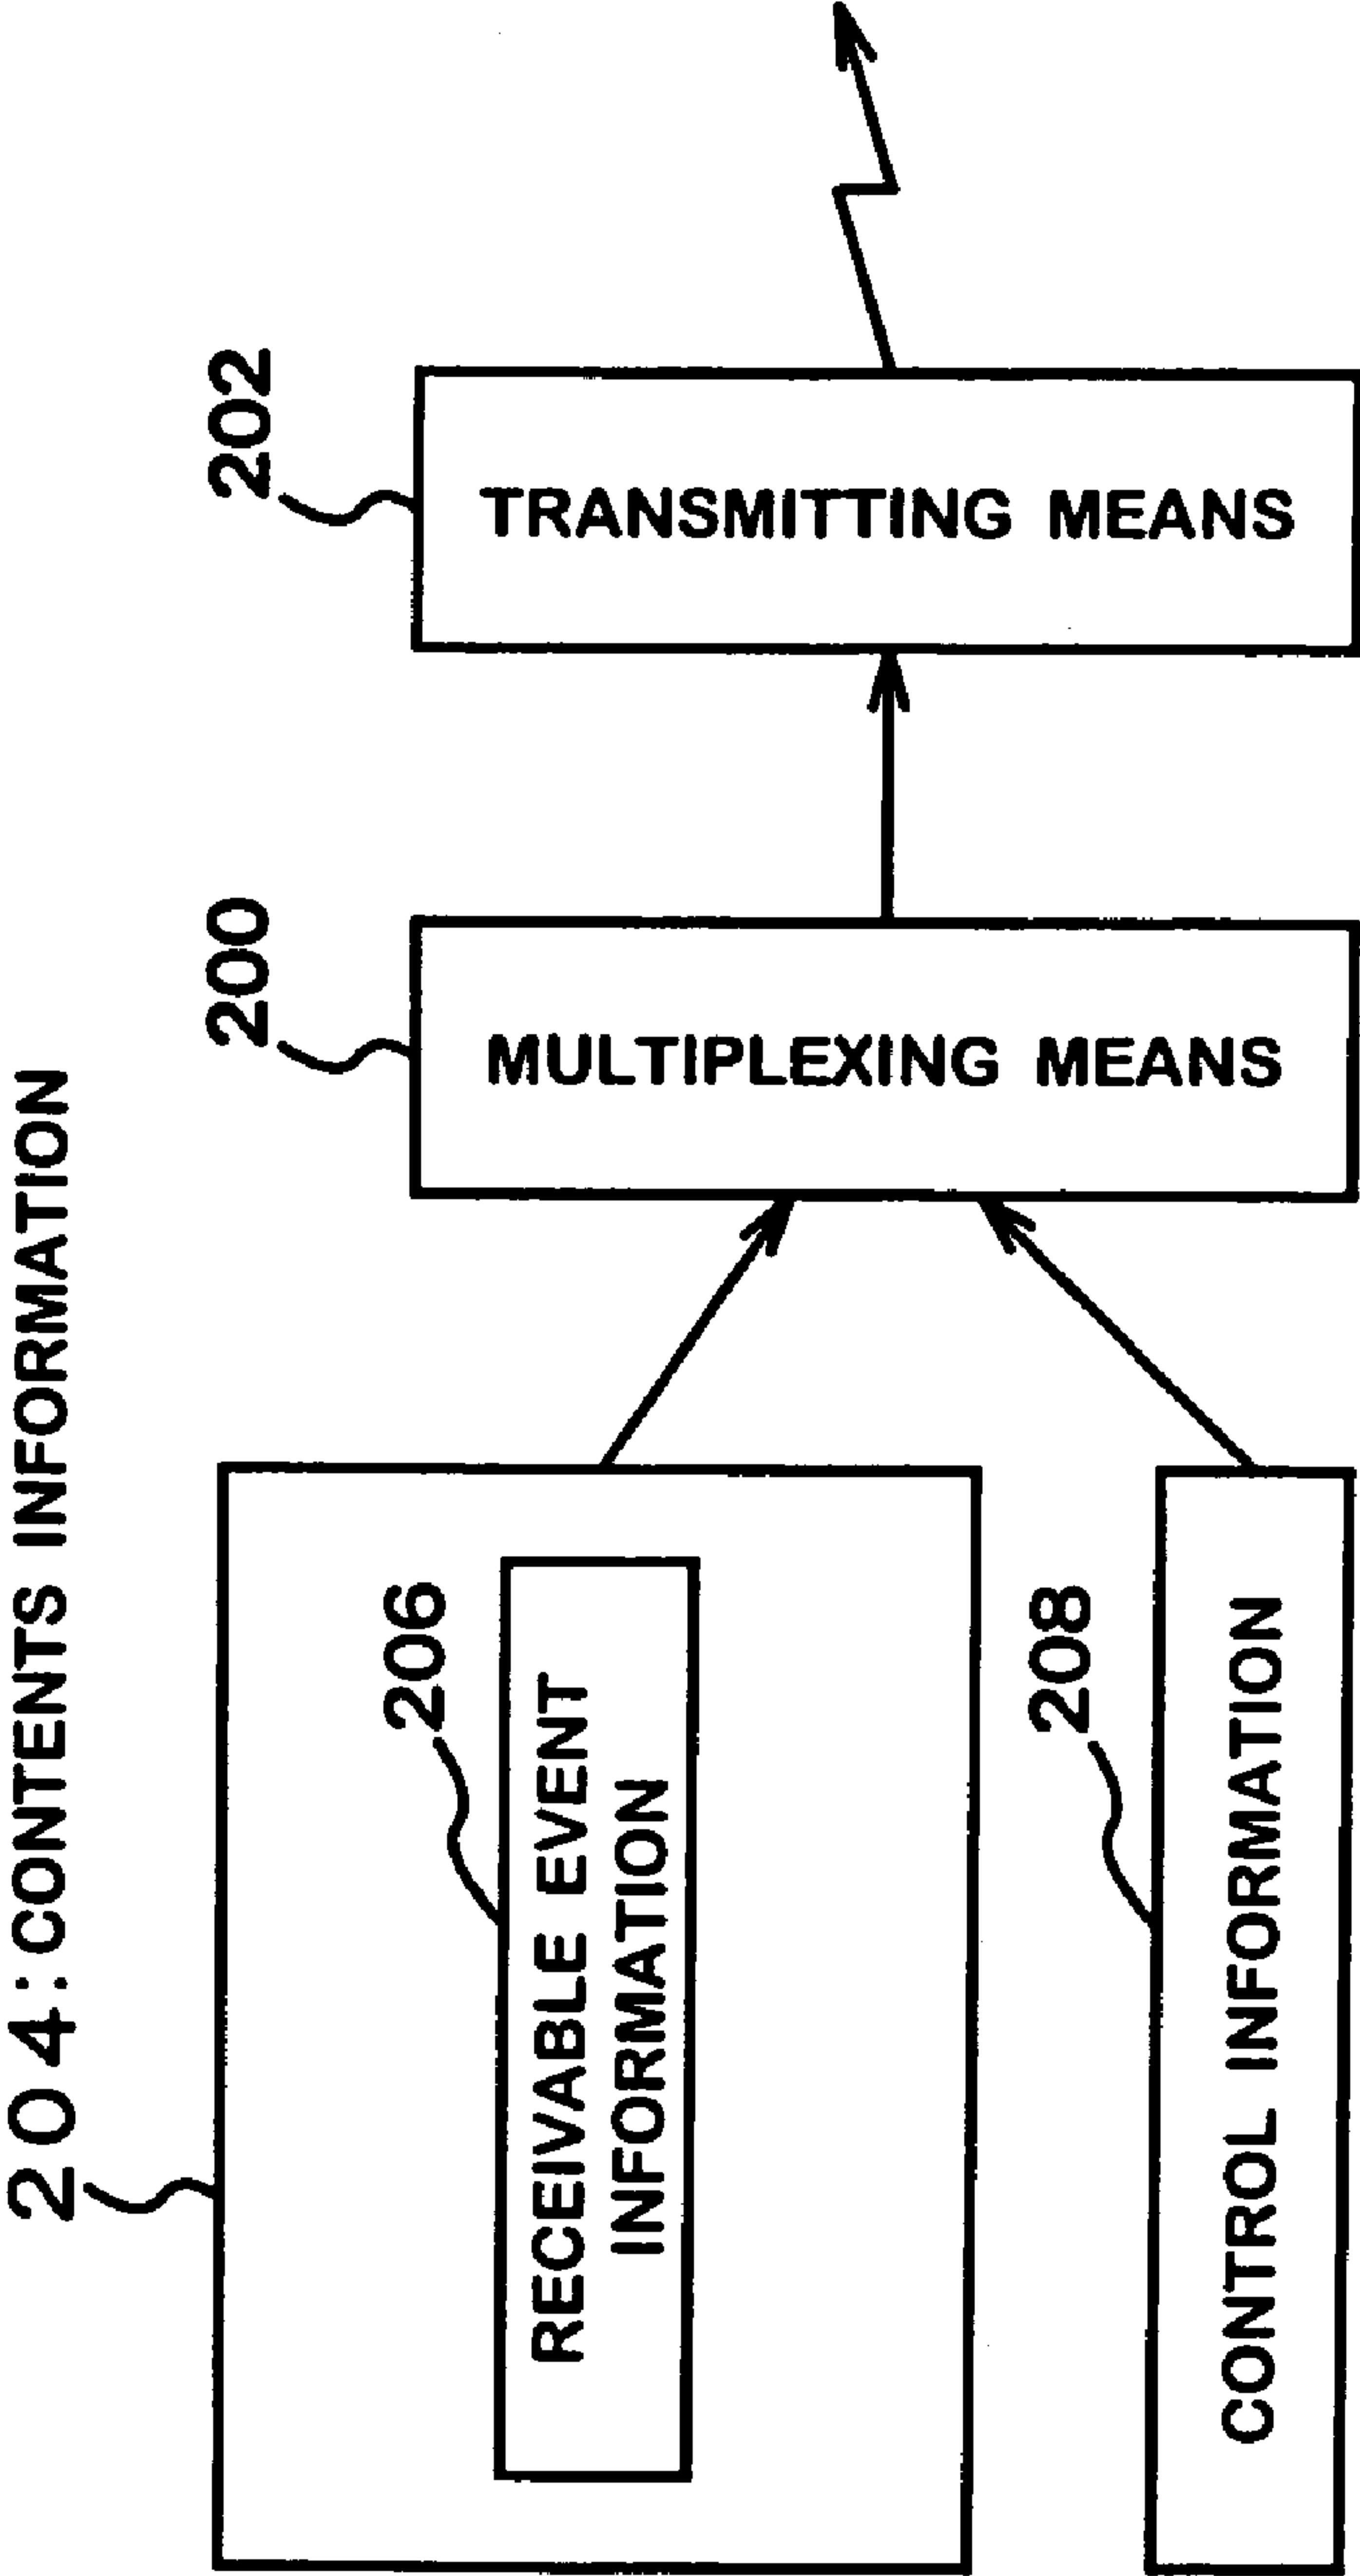 204:CONTENTS INFORMATION
206
RECEIVABLE EVENT
INFORMATION
208
CONTROL INFORMATION
200
MULTIPLEXING MEANS
202
TRANSMITTING MEANS